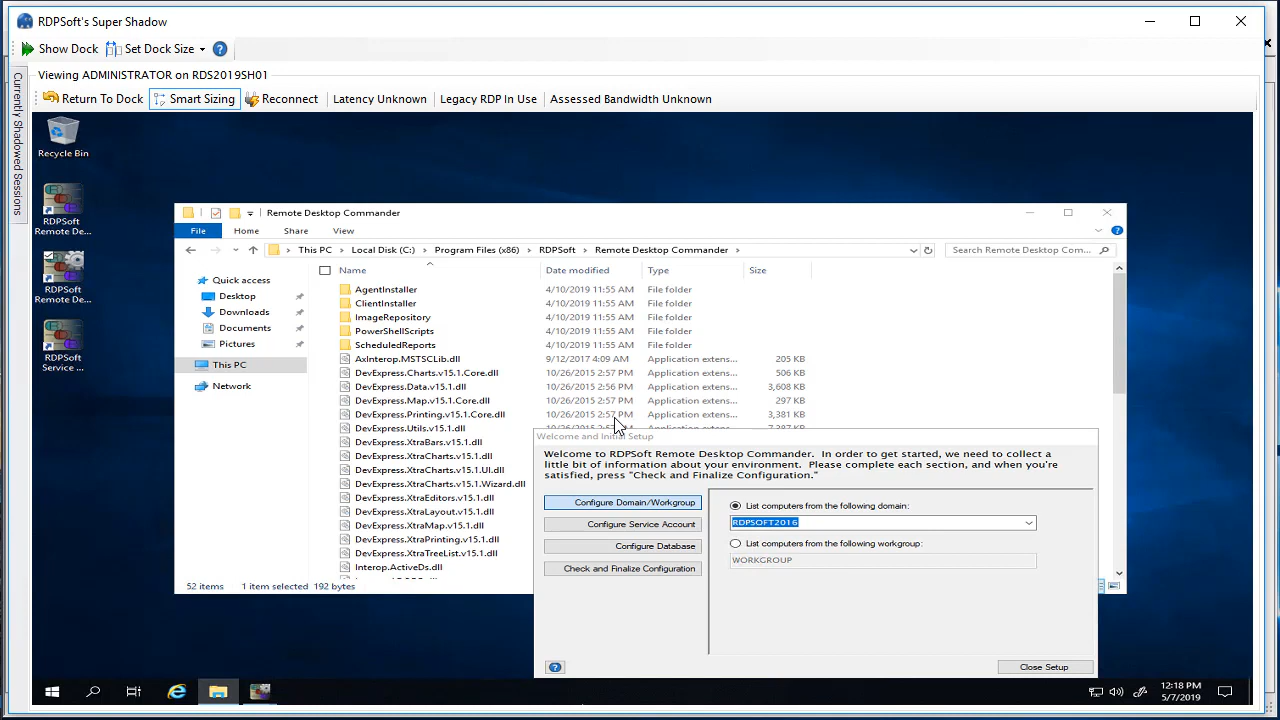 RDPSoft's Super Shadow
Show Dock Set Dock Size
Viewing ADMINISTRATOR on RDS2019SH01
Currently Shadowed Sessions
Return To Dock Smart Sizing Reconnect Latency Unknown Legacy RDP In Use Assessed Bandwidth Unknown
Recycle Bin
RDPSoft
Remote De...
RDPSoft
Remote De...
RDPSoft
Service ...
Remote Desktop Commander
File Home Share View
This PC Local Disk (C:) Program Files (x86) RDPSoft Remote Desktop Commander
Search Remote Desktop Com...
Quick access
Desktop
Downloads
Documents
Pictures
This PC
Network
Name Date modified Type Size
AgentInstaller 4/10/2019 11:55 AM File folder
ClientInstaller 4/10/2019 11:55 AM File folder
ImageRepository 4/10/2019 11:55 AM File folder
PowerShellScripts 4/10/2019 11:55 AM File folder
ScheduledReports 4/10/2019 11:55 AM File folder
AxInterop.MSTSCLib.dll 9/12/2017 4:09 AM Application extens... 205 KB
DevExpress.Charts.v15.1.Core.dll 10/26/2015 2:57 PM Application extens... 506 KB
DevExpress.Data.v15.1.dll 10/26/2015 2:56 PM Application extens... 3,608 KB
DevExpress.Map.v15.1.Core.dll 10/26/2015 2:57 PM Application extens... 297 KB
DevExpress.Printing.v15.1.Core.dll 10/26/2015 2:57 PM Application extens... 3,381 KB
DevExpress.Utils.v15.1.dll
DevExpress.XtraBars.v15.1.dll
DevExpress.XtraCharts.v15.1.dll
DevExpress.XtraCharts.v15.1.UI.dll
DevExpress.XtraCharts.v15.1.Wizard.dll
DevExpress.XtraEditors.v15.1.dll
DevExpress.XtraLayout.v15.1.dll
DevExpress.XtraMap.v15.1.dll
DevExpress.XtraPrinting.v15.1.dll
DevExpress.XtraTreeList.v15.1.dll
Interop.ActiveDs.dll
52 items 1 item selected 192 bytes
Welcome and Initial Setup
Welcome to RDPSoft Remote Desktop Commander. In order to get started, we need to collect a
little bit of information about your environment. Please complete each section, and when you're
satisfied, press "Check and Finalize Configuration."
Configure Domain/Workgroup
Configure Service Account
Configure Database
Check and Finalize Configuration
List computers from the following domain:
RDPSOFT2016
List computers from the following workgroup:
WORKGROUP
Close Setup
12:18 PM
5/7/2019